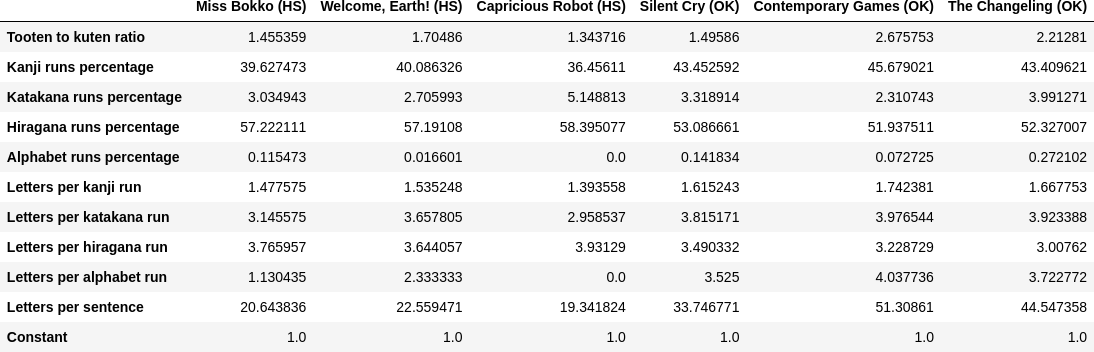 Miss Bokko (HS) Welcome, Earth! (HS) Capricious Robot (HS) Silent Cry (OK) Contemporary Games (OK) The Changeling (OK)
Tooten to kuten ratio 1.455359 1.70486 1.343716 1.49586 2.675753 2.21281
Kanji runs percentage 39.627473 40.086326 36.45611 43.452592 45.679021 43.409621
Katakana runs percentage 3.034943 2.705993 5.148813 3.318914 2.310743 3.991271
Hiragana runs percentage 57.222111 57.19108 58.395077 53.086661 51.937511 52.327007
Alphabet runs percentage 0.115473 0.016601 0.0 0.141834 0.072725 0.272102
Letters per kanji run 1.477575 1.535248 1.393558 1.615243 1.742381 1.667753
Letters per katakana run 3.145575 3.657805 2.958537 3.815171 3.976544 3.923388
Letters per hiragana run 3.765957 3.644057 3.93129 3.490332 3.228729 3.00762
Letters per alphabet run 1.130435 2.333333 0.0 3.525 4.037736 3.722772
Letters per sentence 20.643836 22.559471 19.341824 33.746771 51.30861 44.547358
Constant 1.0 1.0 1.0 1.0 1.0 1.0